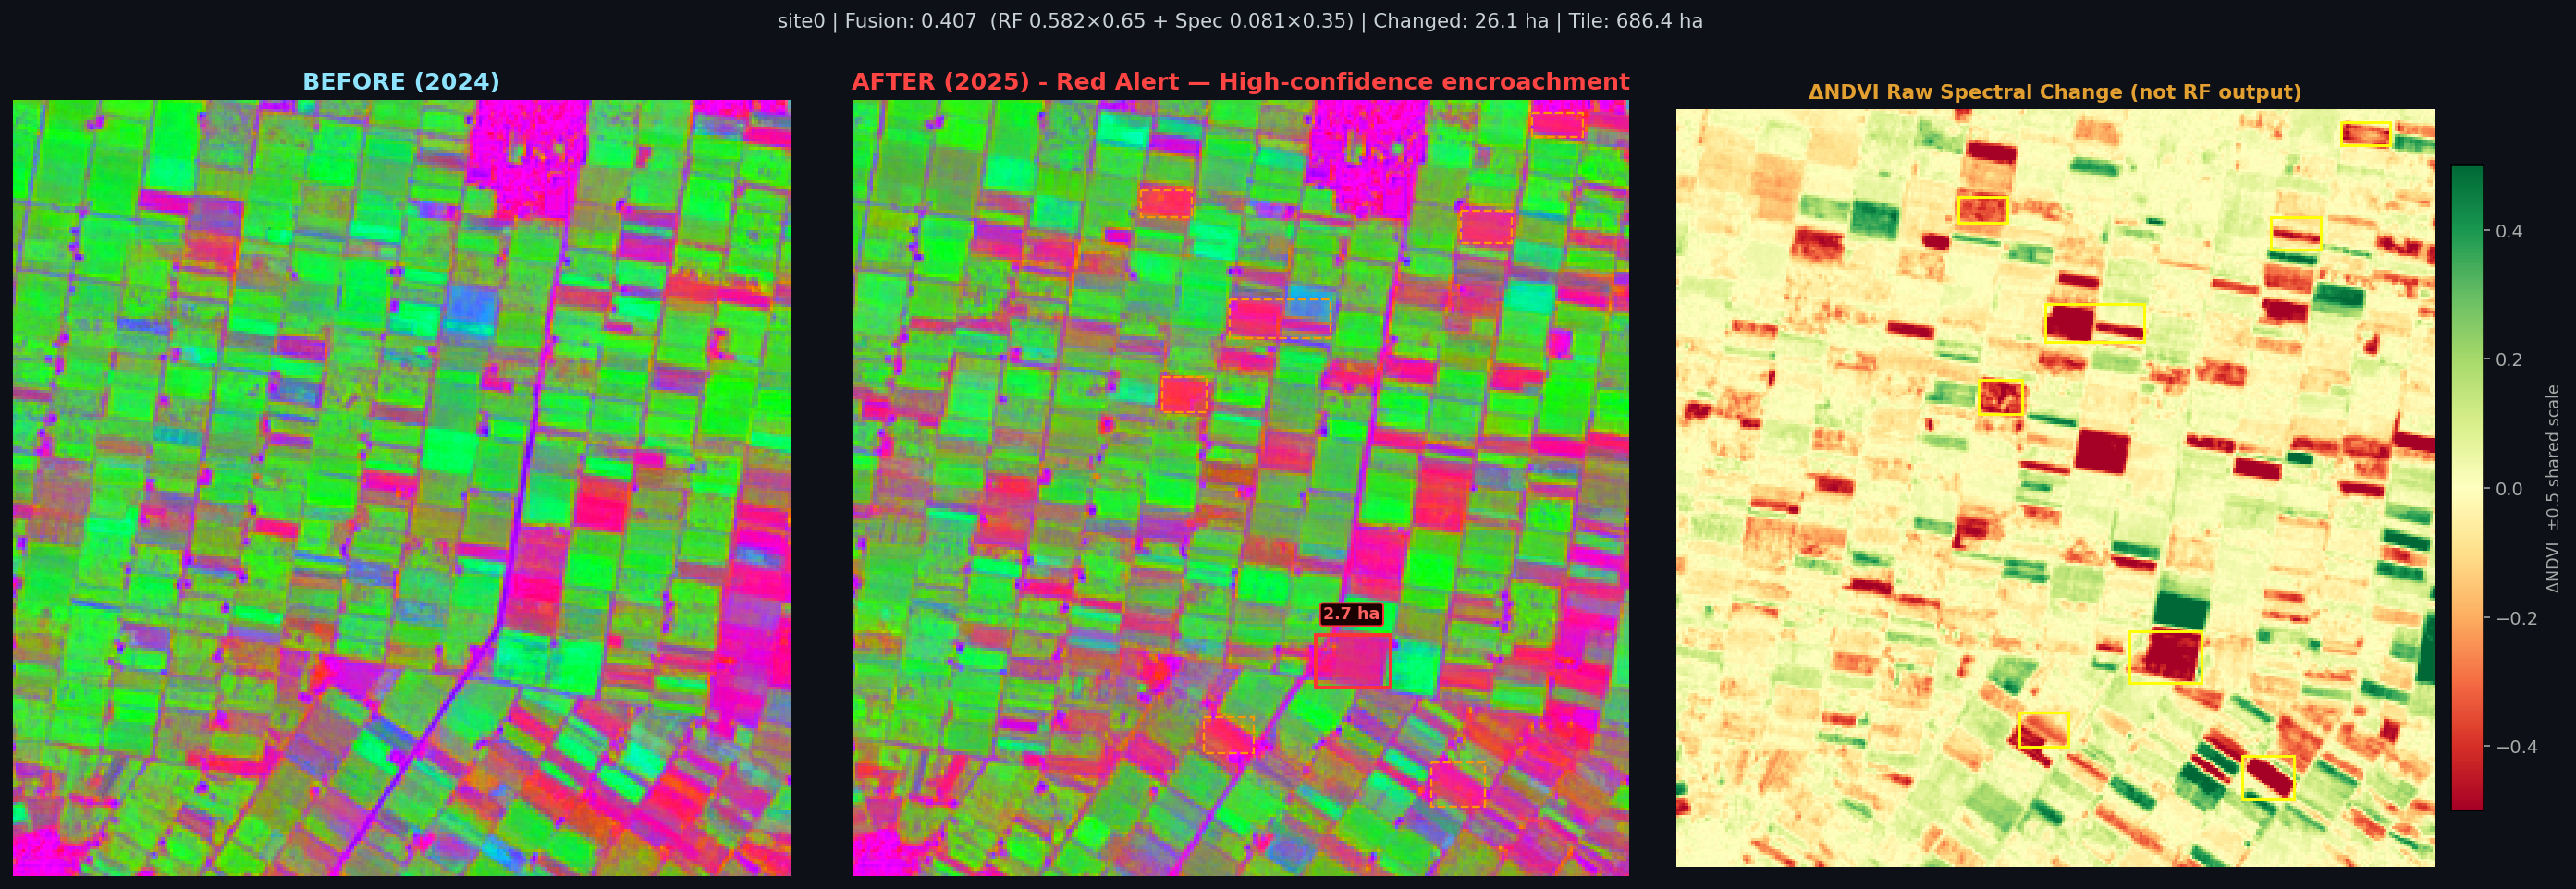 site0 | Fusion: 0.407  (RF 0.582×0.65 + Spec 0.081×0.35) | Changed: 26.1 ha | Tile: 686.4 ha
BEFORE (2024)
AFTER (2025) - Red Alert — High-confidence encroachment
ΔNDVI Raw Spectral Change (not RF output)
2.7 ha
0.4
0.2
0.0
−0.2
−0.4
ΔNDVI  ±0.5 shared scale